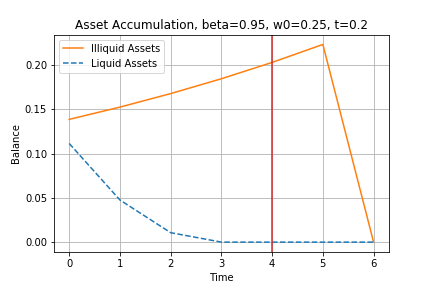 Asset Accumulation, beta=0.95, w0=0.25, t=0.2
Illiquid Assets
Liquid Assets
Balance
0.20
0.15
0.10
0.05
0.00
0 1 2 3 4 5 6
Time